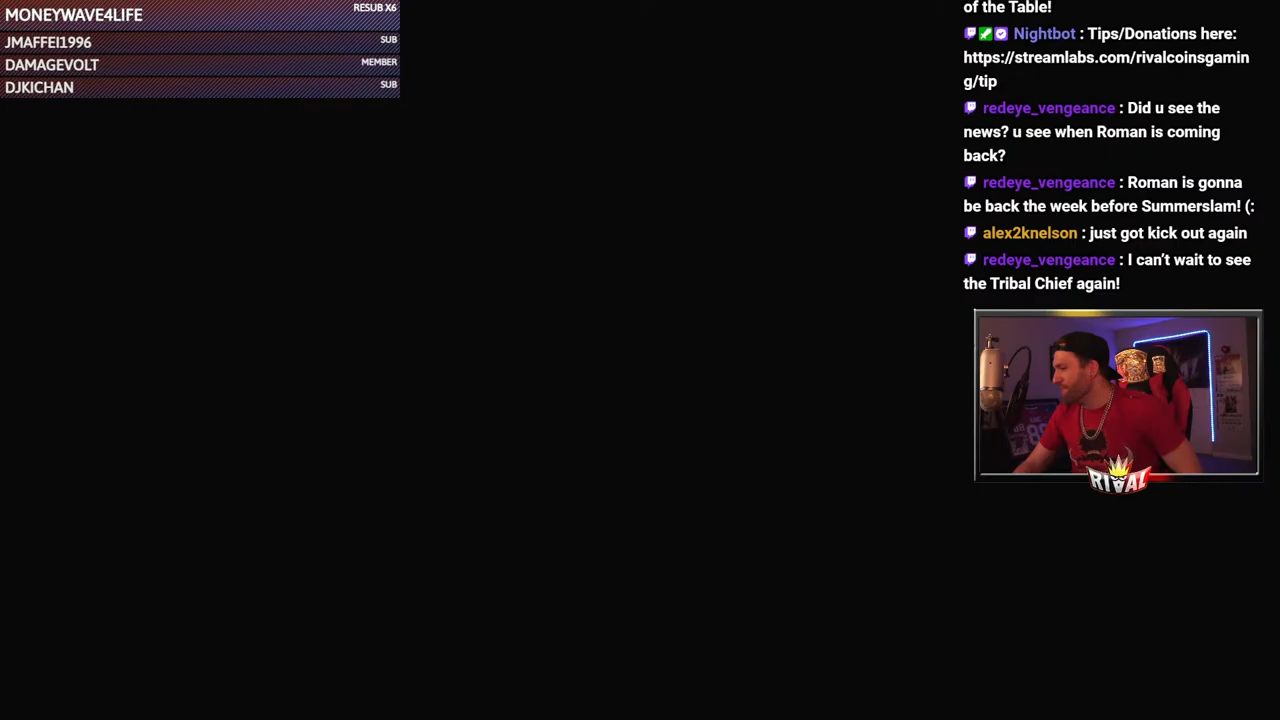 MONEYWAVE4LIFE RESUB X6
JMAFFEI1996 SUB
DAMAGEVOLT MEMBER
DJKICHAN SUB
of the Table!
Nightbot : Tips/Donations here:
https://streamlabs.com/rivalcoinsgamin
g/tip
redeye_vengeance : Did u see the
news? u see when Roman is coming
back?
redeye_vengeance : Roman is gonna
be back the week before Summerslam! (:
alex2knelson : just got kick out again
redeye_vengeance : I can’t wait to see
the Tribal Chief again!
RIVAL